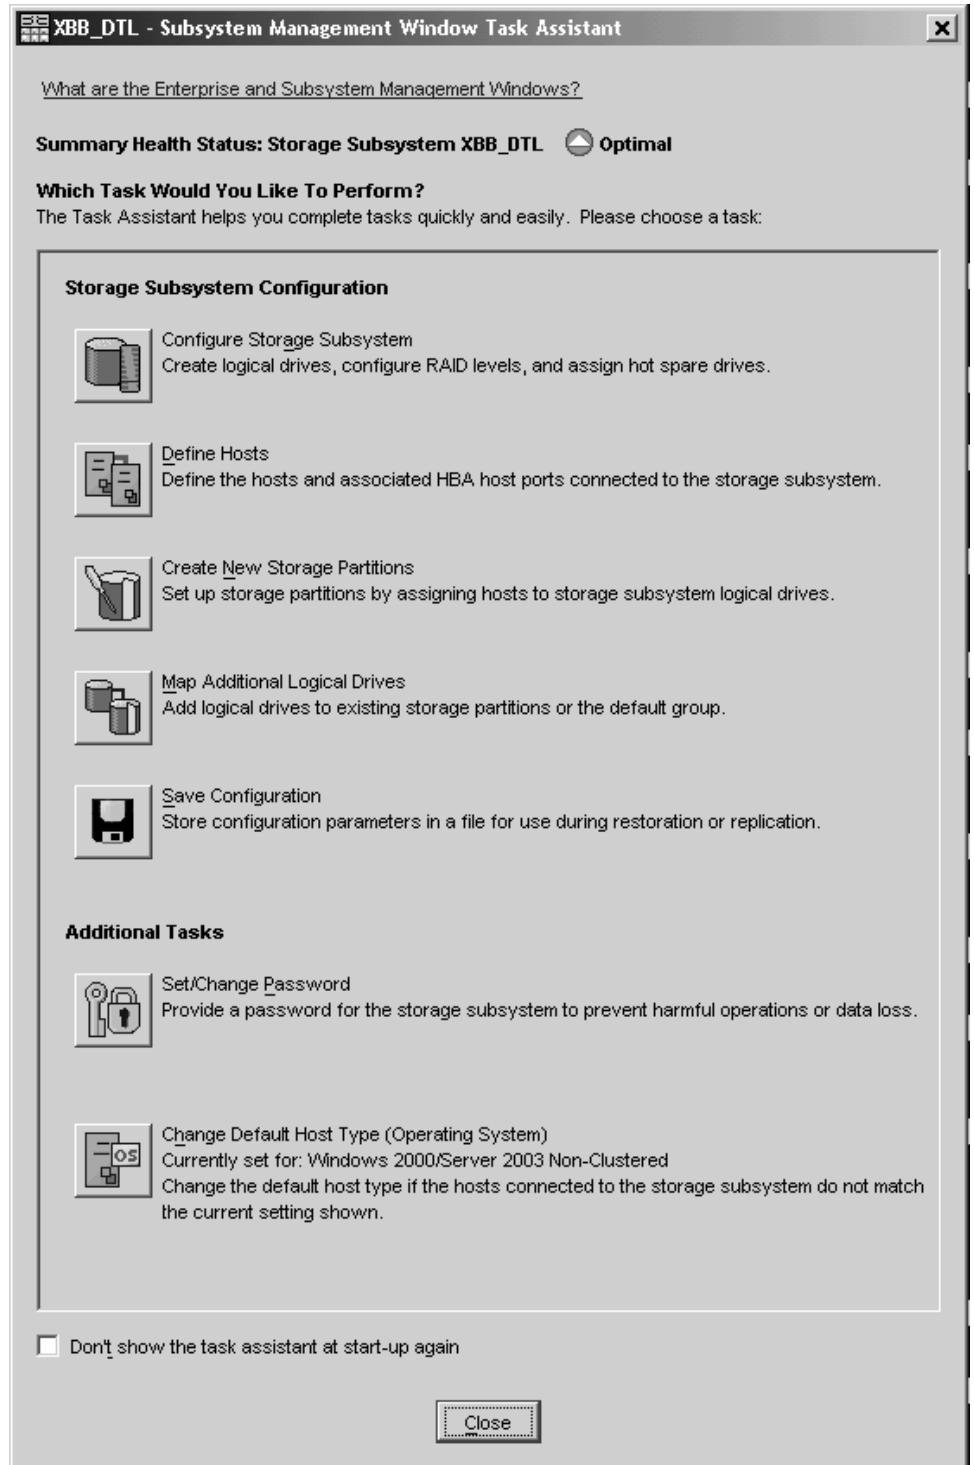 XBB_DTL - Subsystem Management Window Task Assistant
What are the Enterprise and Subsystem Management Windows?
Summary Health Status: Storage Subsystem XBB_DTL Optimal
Which Task Would You Like To Perform?
The Task Assistant helps you complete tasks quickly and easily. Please choose a task:
Storage Subsystem Configuration
Configure Storage Subsystem
Create logical drives, configure RAID levels, and assign hot spare drives.
Define Hosts
Define the hosts and associated HBA host ports connected to the storage subsystem.
Create New Storage Partitions
Set up storage partitions by assigning hosts to storage subsystem logical drives.
Map Additional Logical Drives
Add logical drives to existing storage partitions or the default group.
Save Configuration
Store configuration parameters in a file for use during restoration or replication.
Additional Tasks
Set/Change Password
Provide a password for the storage subsystem to prevent harmful operations or data loss.
OS
Change Default Host Type (Operating System)
Currently set for: Windows 2000/Server 2003 Non-Clustered
Change the default host type if the hosts connected to the storage subsystem do not match
the current setting shown.
Don't show the task assistant at start-up again
Close